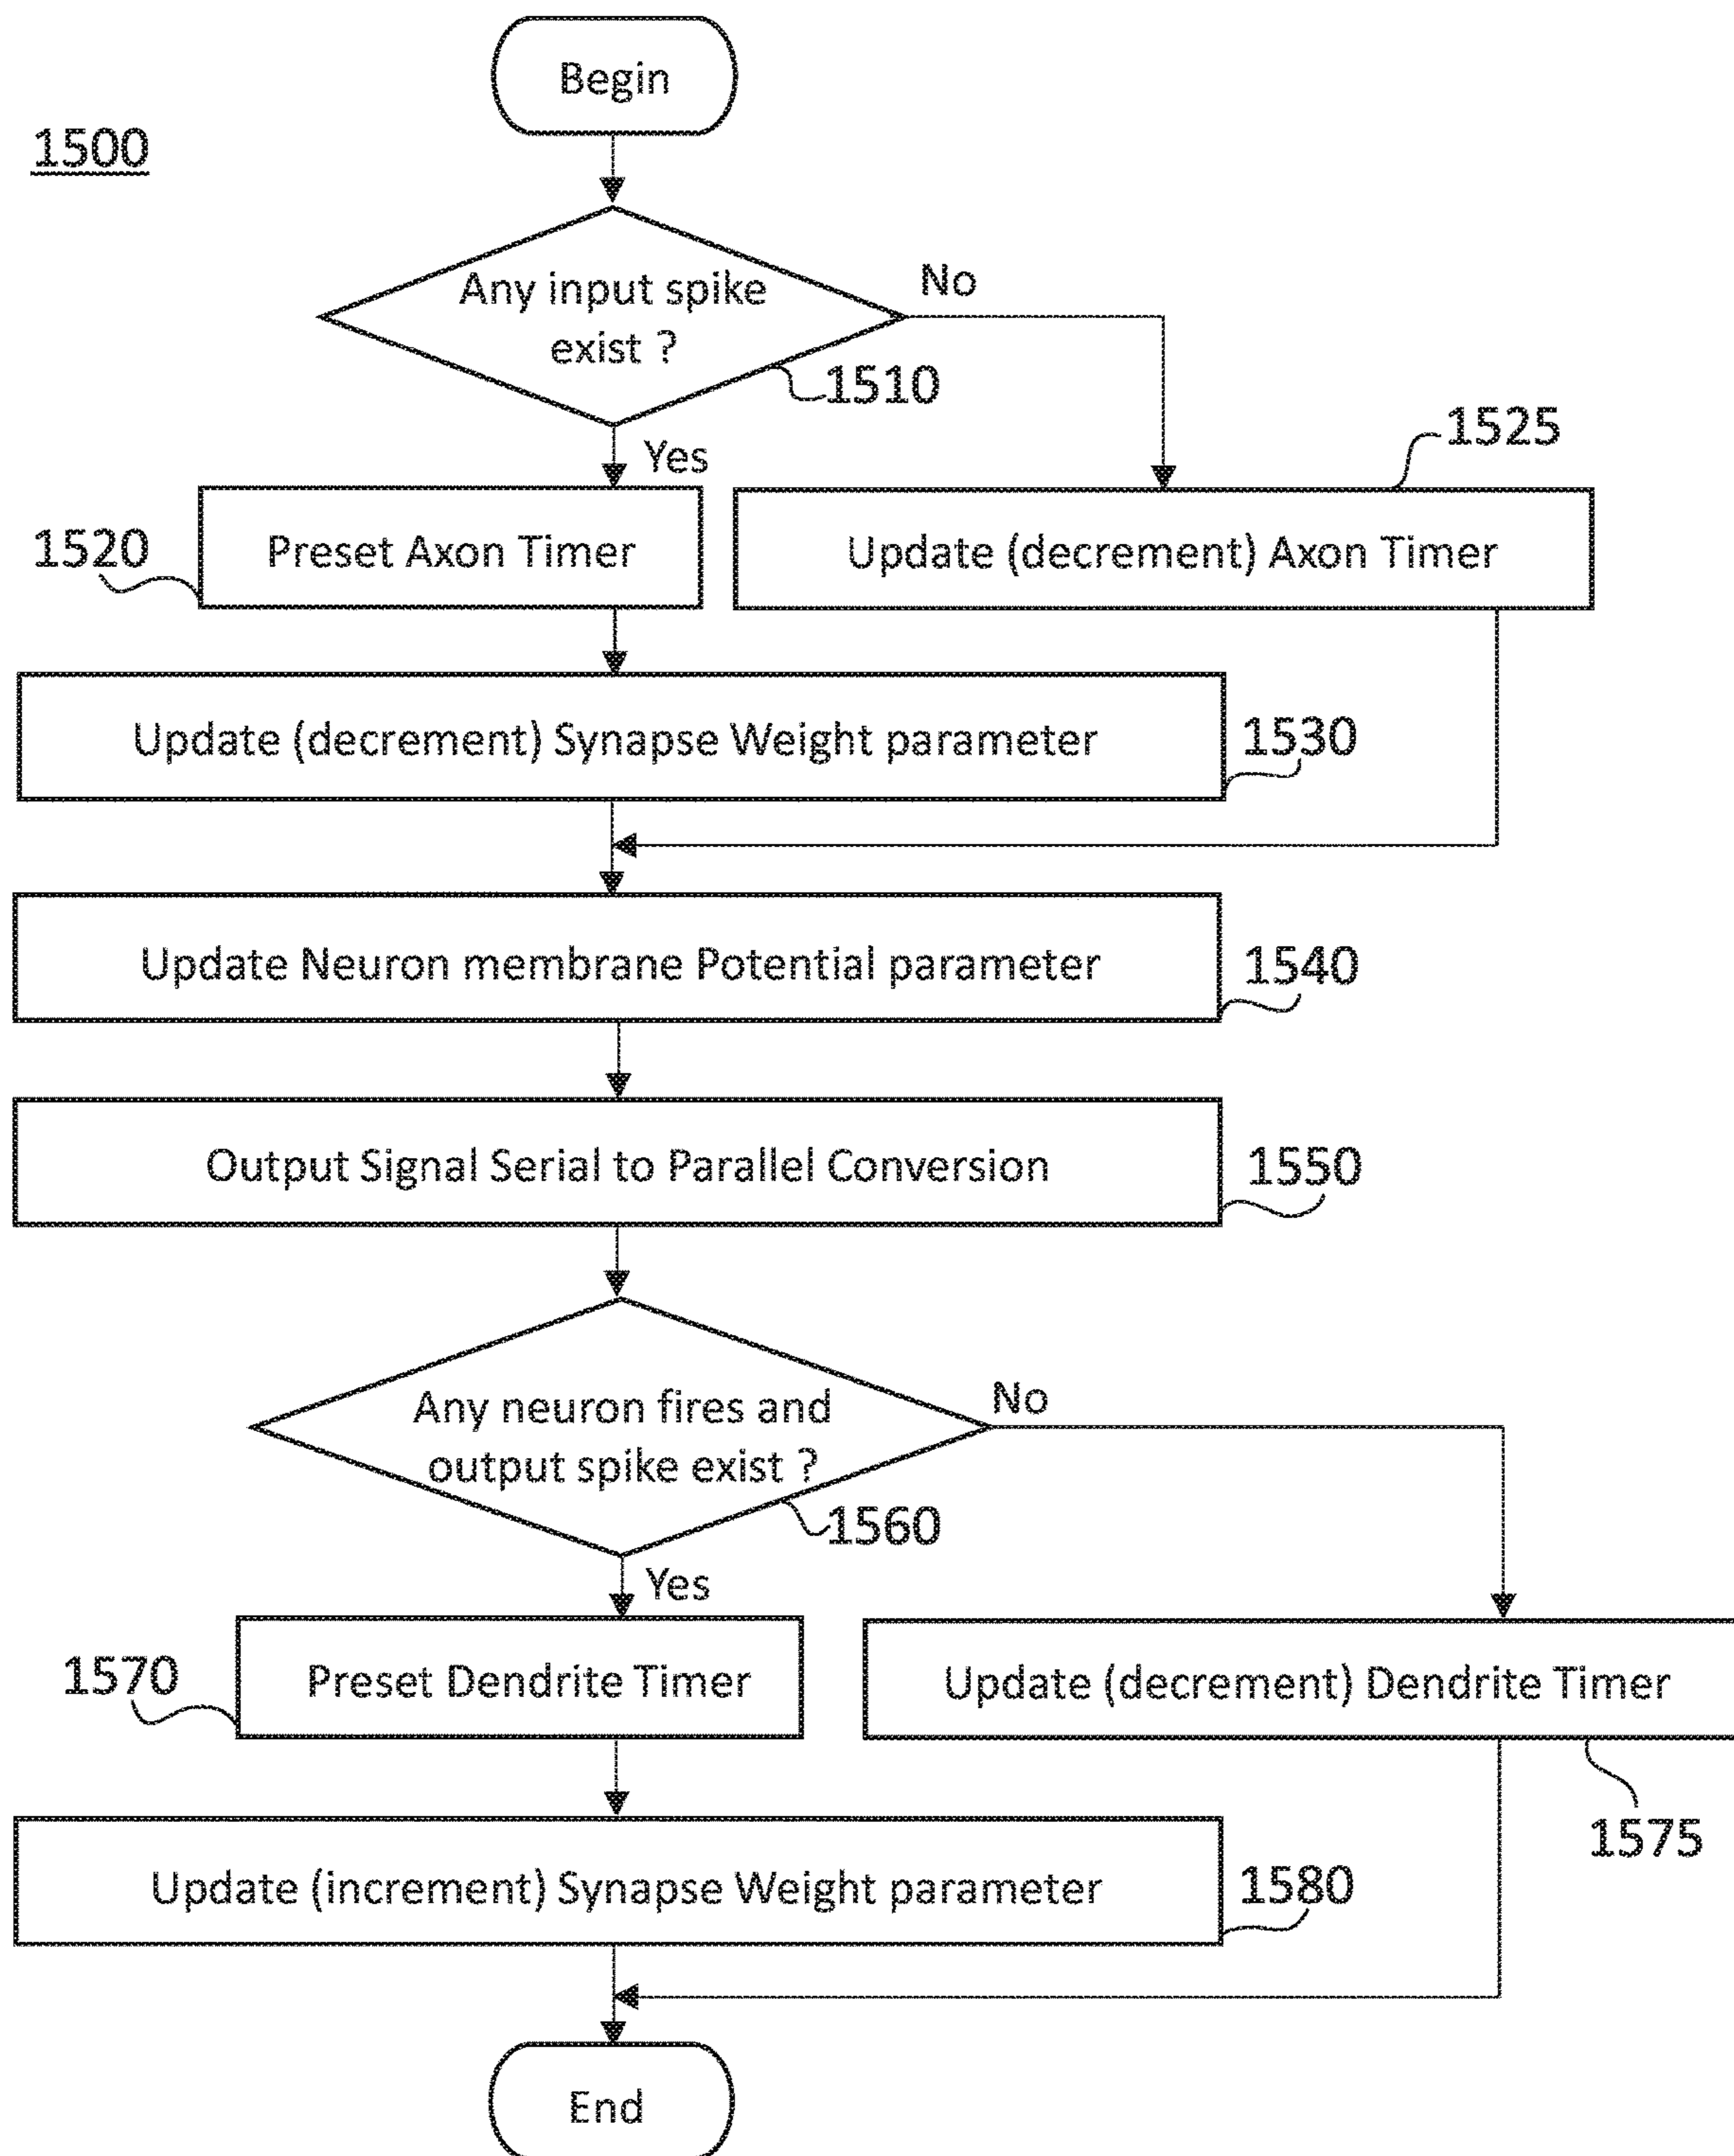 Begin
1500
Any input spike
exist ?
No
1510
Yes
1525
1520
Preset Axon Timer
Update (decrement) Axon Timer
Update (decrement) Synapse Weight parameter
1530
Update Neuron membrane Potential parameter
1540
Output Signal Serial to Parallel Conversion
1550
Any neuron fires and
output spike exist ?
No
1560
Yes
1570
Preset Dendrite Timer
Update (decrement) Dendrite Timer
1575
Update (increment) Synapse Weight parameter
1580
End